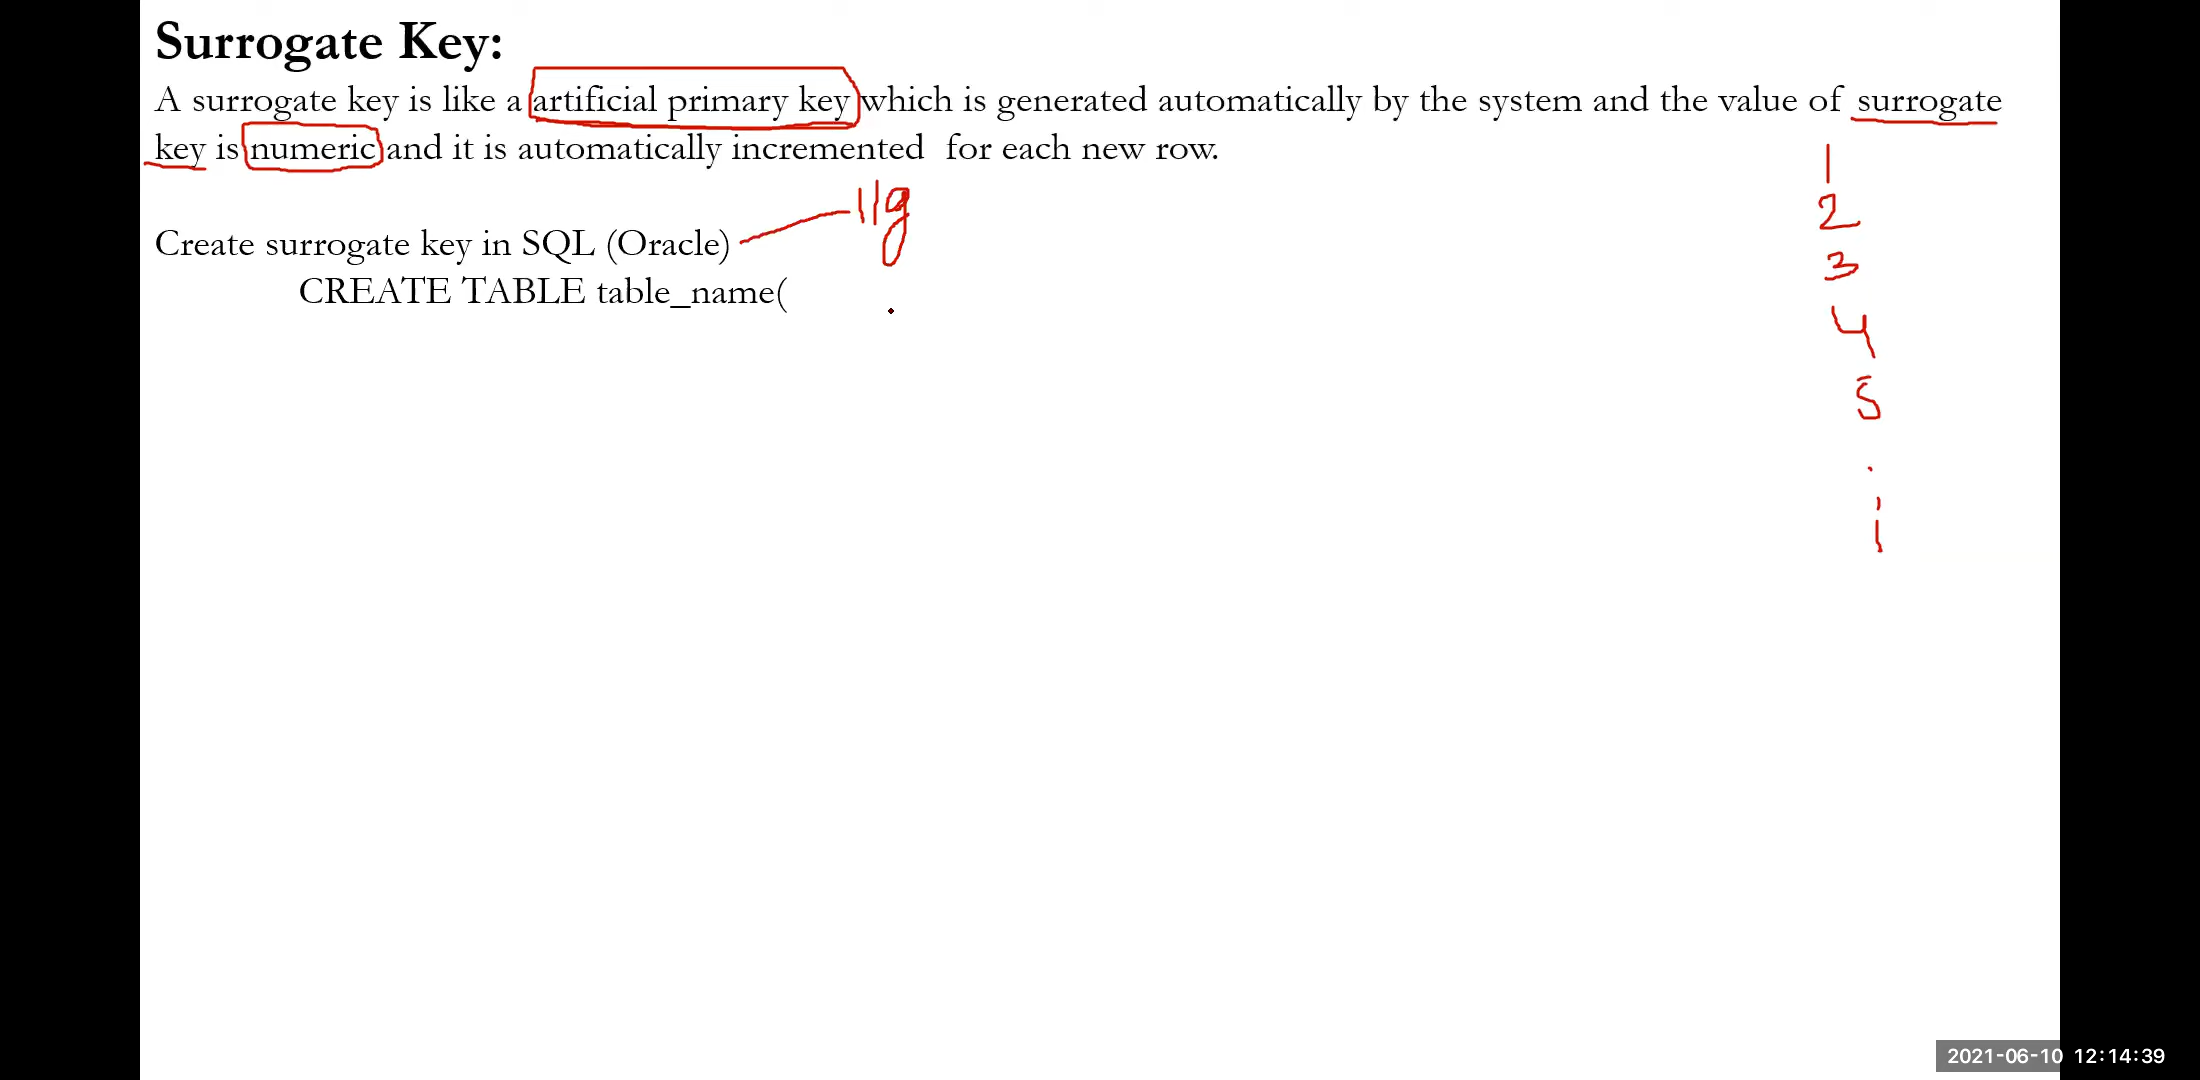 Surrogate Key:
A surrogate key is like a artificial primary key which is generated automatically by the system and the value of surrogate
key is numeric and it is automatically incremented  for each new row.
1
11g
2
Create surrogate key in SQL (Oracle)
3
CREATE TABLE table_name(
4
5
2021-06-10 12:14:39